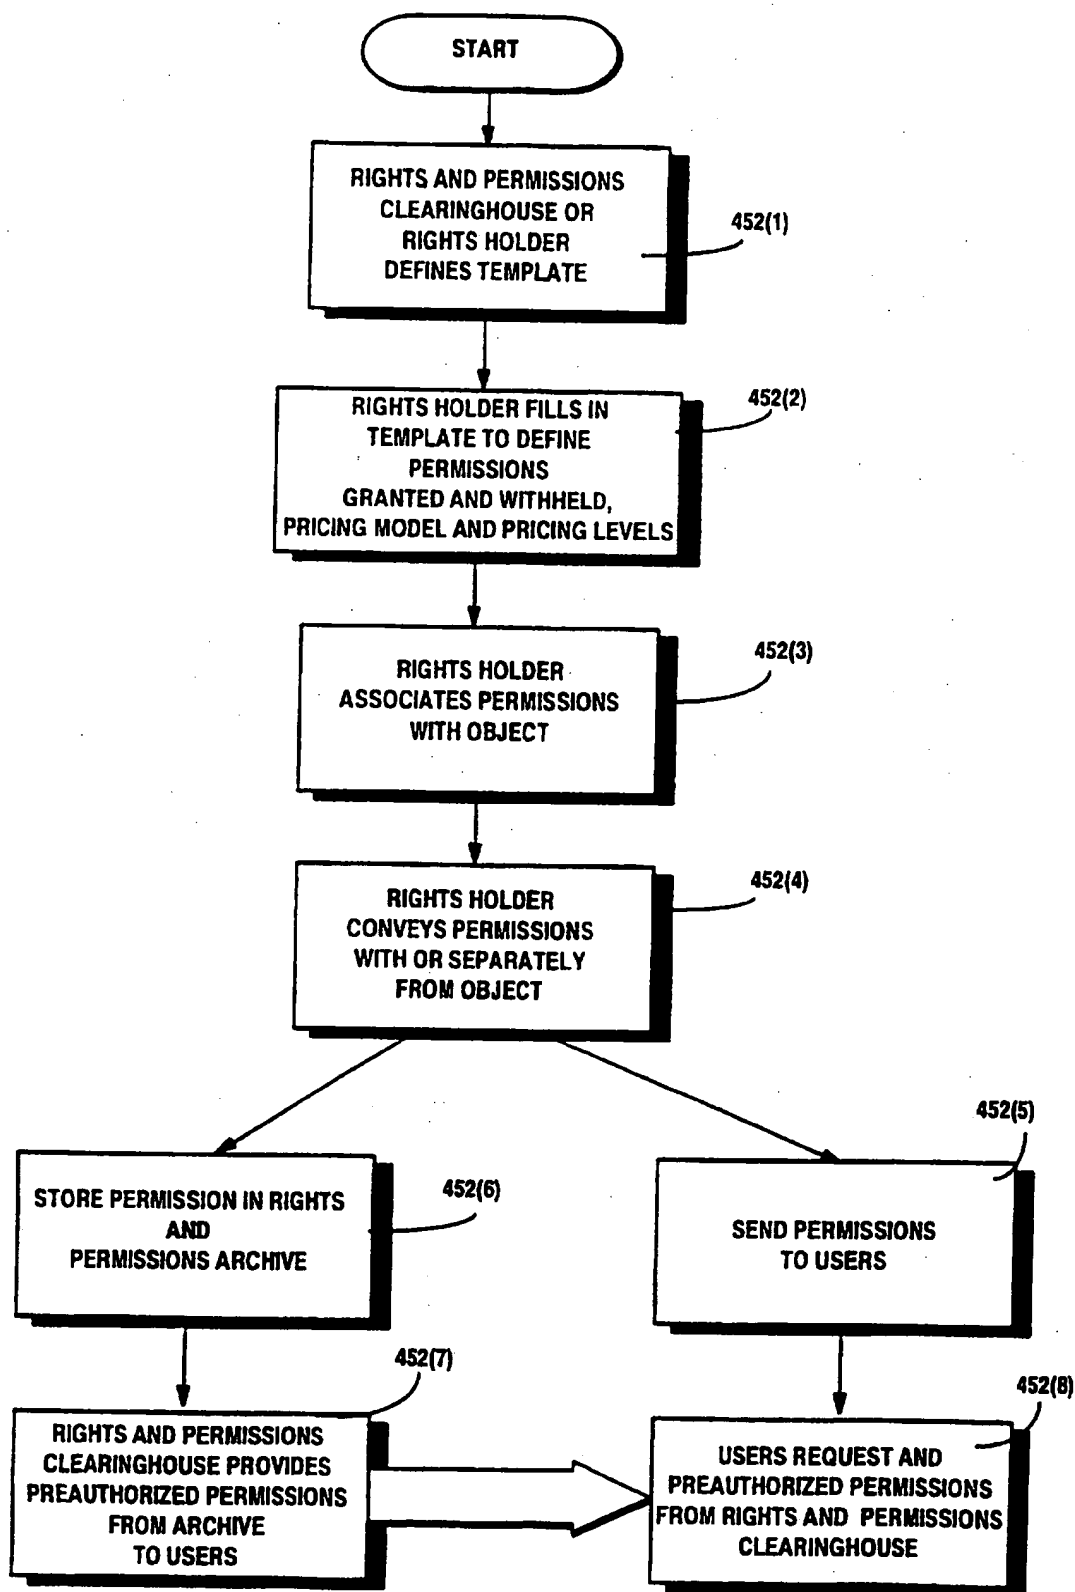 START
RIGHTS AND PERMISSIONS
CLEARINGHOUSE OR
RIGHTS HOLDER
DEFINES TEMPLATE
452(1)
RIGHTS HOLDER FILLS IN
TEMPLATE TO DEFINE
PERMISSIONS
GRANTED AND WITHHELD,
PRICING MODEL AND PRICING LEVELS
452(2)
RIGHTS HOLDER
ASSOCIATES PERMISSIONS
WITH OBJECT
452(3)
RIGHTS HOLDER
CONVEYS PERMISSIONS
WITH OR SEPARATELY
FROM OBJECT
452(4)
STORE PERMISSION IN RIGHTS
AND
PERMISSIONS ARCHIVE
452(6)
SEND PERMISSIONS
TO USERS
452(5)
RIGHTS AND PERMISSIONS
CLEARINGHOUSE PROVIDES
PREAUTHORIZED PERMISSIONS
FROM ARCHIVE
TO USERS
452(7)
USERS REQUEST AND
PREAUTHORIZED PERMISSIONS
FROM RIGHTS AND PERMISSIONS
CLEARINGHOUSE
452(8)